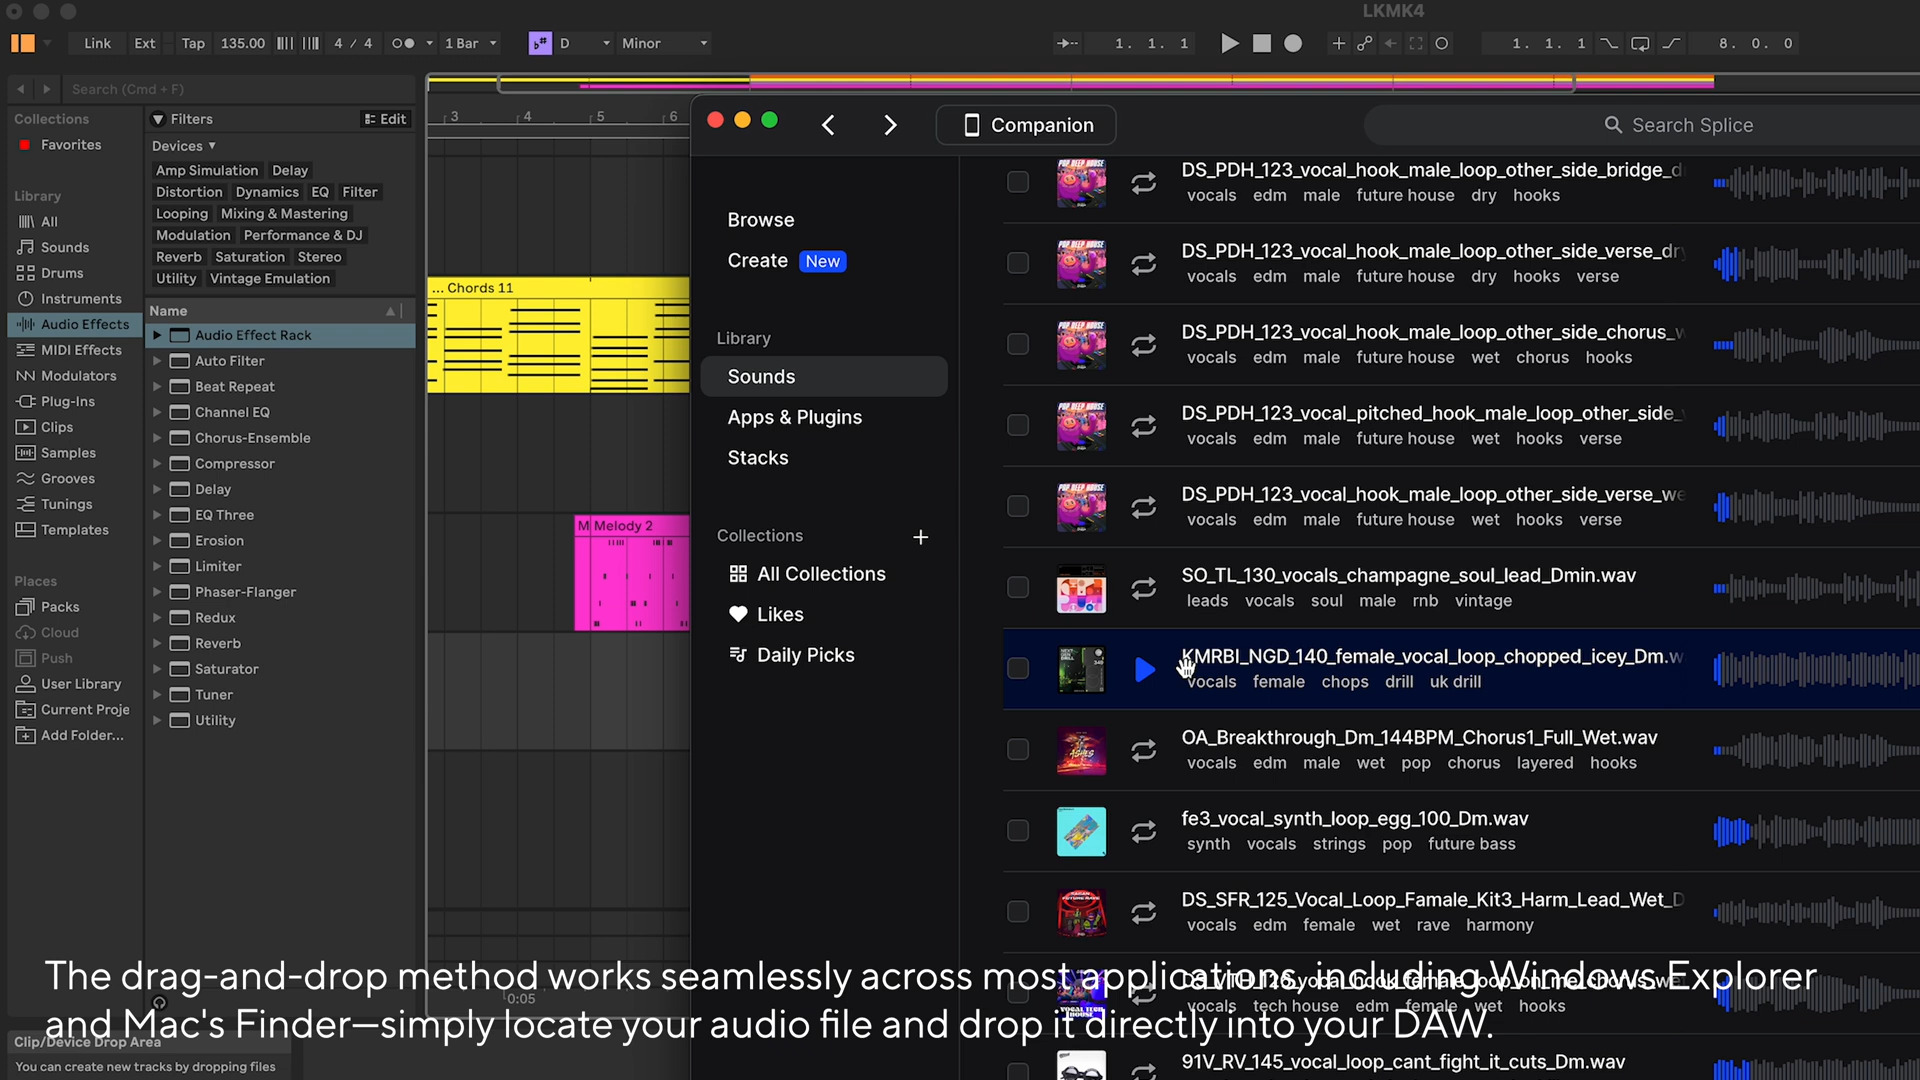 LKMK4
Link Ext Tap 135.00 4 / 4 1 Bar D Minor 1. 1. 1 1. 1. 1 8. 0. 0
Search (Cmd + F)
Collections
Favorites
Library
All
Sounds
Drums
Instruments
Audio Effects
MIDI Effects
Modulators
Plug-Ins
Clips
Samples
Grooves
Tunings
Templates
Places
Packs
Cloud
Push
User Library
Current Proje
Add Folder...
Filters Edit
Devices
Amp Simulation Delay
Distortion Dynamics EQ Filter
Looping Mixing & Mastering
Modulation Performance & DJ
Reverb Saturation Stereo
Utility Vintage Emulation
Name
Audio Effect Rack
Auto Filter
Beat Repeat
Channel EQ
Chorus-Ensemble
Compressor
Delay
EQ Three
Erosion
Limiter
Phaser-Flanger
Redux
Reverb
Saturator
Tuner
Utility
3 4 5 6
... Chords 11
M Melody 2
0:05
Companion
Search Splice
Browse
Create New
Library
Sounds
Apps & Plugins
Stacks
Collections
All Collections
Likes
Daily Picks
DS_PDH_123_vocal_hook_male_loop_other_side_bridge_d
vocals edm male future house dry hooks
DS_PDH_123_vocal_hook_male_loop_other_side_verse_dry
vocals edm male future house dry hooks verse
DS_PDH_123_vocal_hook_male_loop_other_side_chorus_w
vocals edm male future house wet chorus hooks
DS_PDH_123_vocal_pitched_hook_male_loop_other_side_
vocals edm male future house wet hooks verse
DS_PDH_123_vocal_hook_male_loop_other_side_verse_we
vocals edm male future house wet hooks verse
SO_TL_130_vocals_champagne_soul_lead_Dmin.wav
leads vocals soul male rnb vintage
KMRBI_NGD_140_female_vocal_loop_chopped_icey_Dm.w
vocals female chops drill uk drill
OA_Breakthrough_Dm_144BPM_Chorus1_Full_Wet.wav
vocals edm male wet pop chorus layered hooks
fe3_vocal_synth_loop_egg_100_Dm.wav
synth vocals strings pop future bass
DS_SFR_125_Vocal_Loop_Famale_Kit3_Harm_Lead_Wet_D
vocals edm female wet rave harmony
vocals tech house edm female wet hooks
91V_RV_145_vocal_loop_cant_fight_it_cuts_Dm.wav
The drag-and-drop method works seamlessly across most applications, including Windows Explorer
and Mac's Finder—simply locate your audio file and drop it directly into your DAW.
Clip/Device Drop Area
You can create new tracks by dropping files